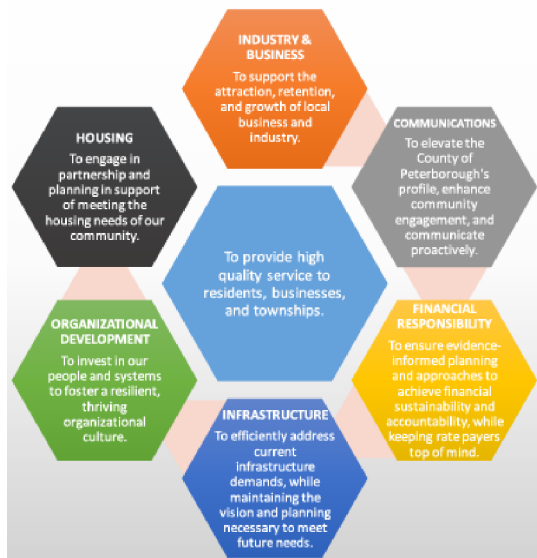 INDUSTRY &
BUSINESS
To support the
attraction, retention,
and growth of local
business and
industry.
HOUSING
To engage in
partnership and
planning in support
of meeting the
housing needs of our
community.
COMMUNICATIONS
To elevate the
County of
Peterborough's
profile, enhance
community
engagement, and
communicate
proactively.
To provide high
quality service to
residents, businesses,
and townships.
ORGANIZATIONAL
DEVELOPMENT
To invest in our
people and systems
to foster a resilient,
thriving
organizational
culture.
FINANCIAL
RESPONSIBILITY
To ensure evidence-
informed planning
and approaches to
achieve financial
sustainability and
accountability, while
keeping rate payers
top of mind.
INFRASTRUCTURE
To efficiently address
current
infrastructure
demands, while
maintaining the
vision and planning
necessary to meet
future needs.